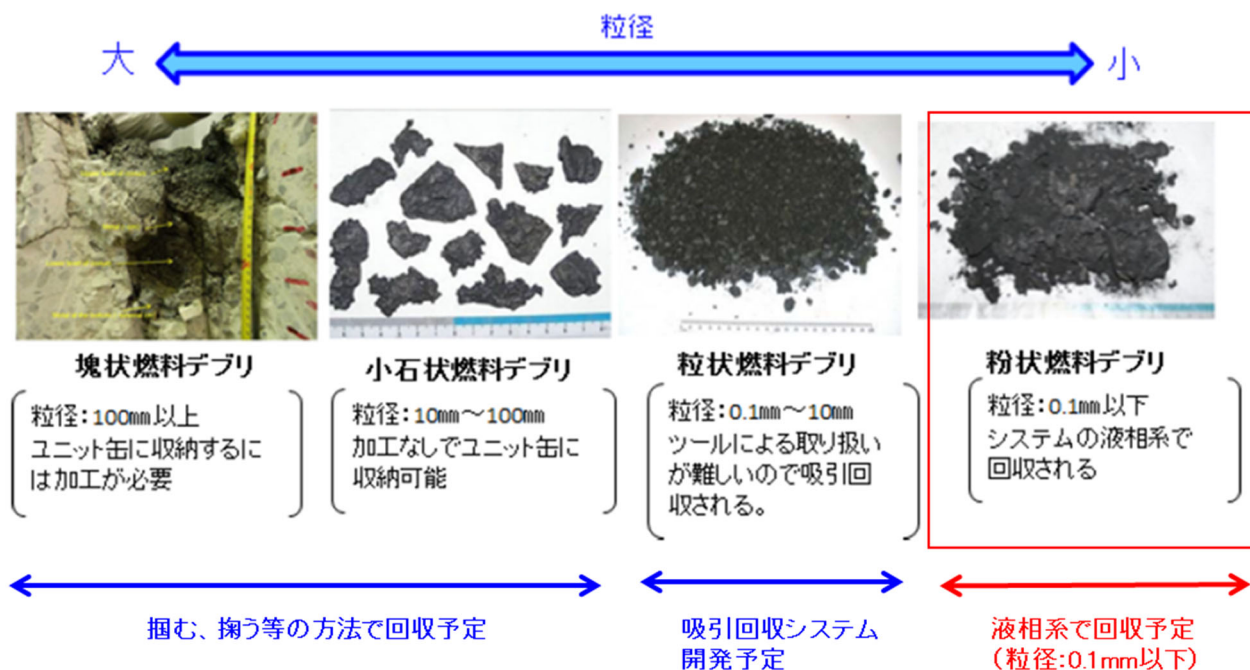 粒径
大
小
塊状燃料デブリ
粒径：100㎜以上
ユニット缶に収納するに
は加工が必要
小石状燃料デブリ
粒径：10㎜～100㎜
加工なしでユニット缶に
収納可能
粒状燃料デブリ
粒径：0.1㎜～10㎜
ツールによる取り扱い
が難しいので吸引回
収される。
粉状燃料デブリ
粒径：0.1㎜以下
システムの液相系で
回収される
掴む、掬う等の方法で回収予定
吸引回収システム
開発予定
液相系で回収予定
（粒径：0.1mm以下）